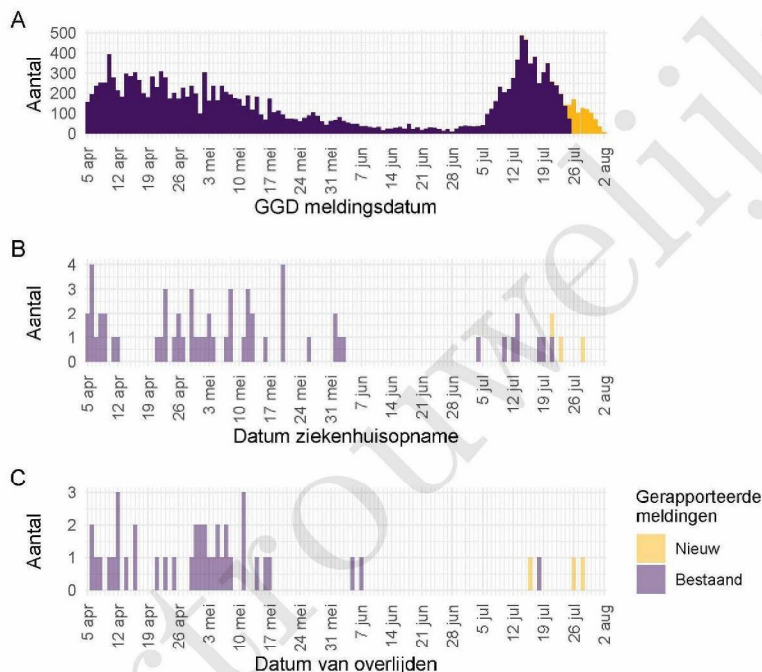 A
Aantal
500
400
300
200
100
0
5 apr
12 apr
19 apr
26 apr
3 mei
10 mei
17 mei
24 mei
31 mei
7 jun
14 jun
21 jun
28 jun
5 jul
12 jul
19 jul
26 jul
2 aug
GGD meldingsdatum
B
Aantal
4
3
2
1
0
5 apr
12 apr
19 apr
26 apr
3 mei
10 mei
17 mei
24 mei
31 mei
7 jun
14 jun
21 jun
28 jun
5 jul
12 jul
19 jul
26 jul
2 aug
Datum ziekenhuisopname
C
Aantal
3
2
1
0
5 apr
12 apr
19 apr
26 apr
3 mei
10 mei
17 mei
24 mei
31 mei
7 jun
14 jun
21 jun
28 jun
5 jul
12 jul
19 jul
26 jul
2 aug
Datum van overlijden
Gerapporteerde
meldingen
Nieuw
Bestaand
rtrouwelij